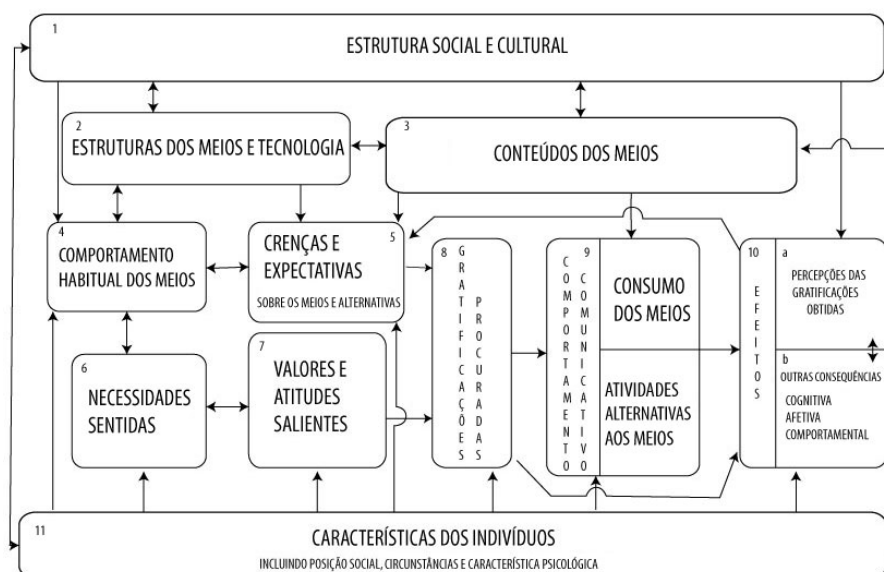 1
ESTRUTURA SOCIAL E CULTURAL
2
ESTRUTURAS DOS MEIOS E TECNOLOGIA
3
CONTEÚDOS DOS MEIOS
4
COMPORTAMENTO
HABITUAL DOS MEIOS
5
CRENÇAS E
EXPECTATIVAS
SOBRE OS MEIOS E ALTERNATIVAS
6
NECESSIDADES
SENTIDAS
7
VALORES E
ATITUDES
SALIENTES
8
GRATIFICAÇÕES
PROCURADAS
9
COMPORTAMENTO
COMUNICATIVO
CONSUMO
DOS MEIOS
ATIVIDADES
ALTERNATIVAS
AOS MEIOS
10
EFEITOS
a
PERCEPÇÕES DAS
GRATIFICAÇÕES
OBTIDAS
b
OUTRAS CONSEQUÊNCIAS
COGNITIVA
AFETIVA
COMPORTAMENTAL
11
CARACTERÍSTICAS DOS INDIVÍDUOS
INCLUINDO POSIÇÃO SOCIAL, CIRCUNSTÂNCIAS E CARACTERÍSTICA PSICOLÓGICA